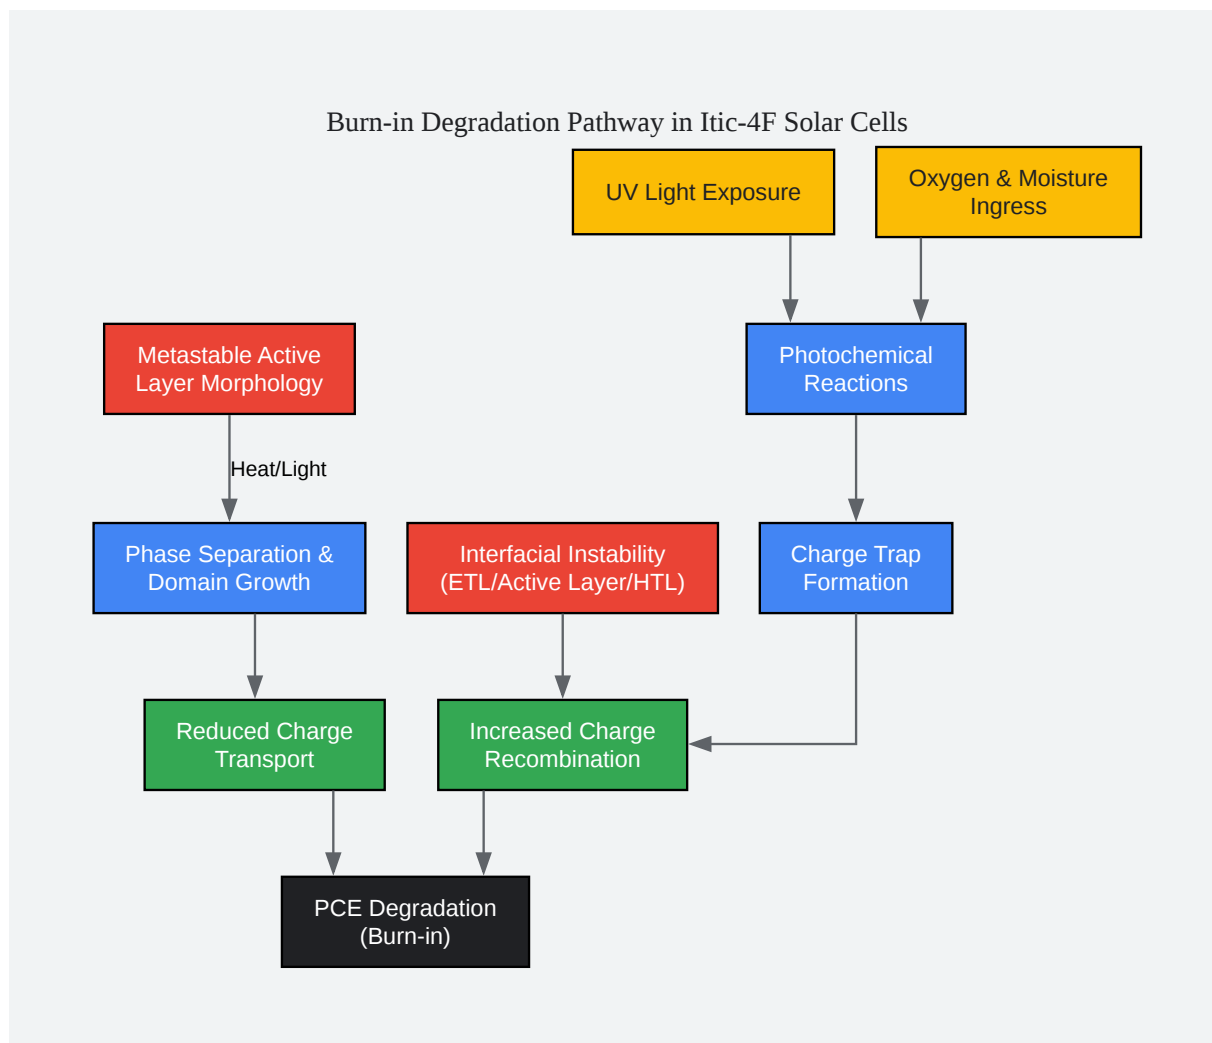 Burn-in Degradation Pathway in Itic-4F Solar Cells
UV Light Exposure
Oxygen & Moisture
Ingress
Metastable Active
Layer Morphology
Photochemical
Reactions
Heat/Light
Phase Separation &
Domain Growth
Interfacial Instability
(ETL/Active Layer/HTL)
Charge Trap
Formation
Reduced Charge
Transport
Increased Charge
Recombination
PCE Degradation
(Burn-in)